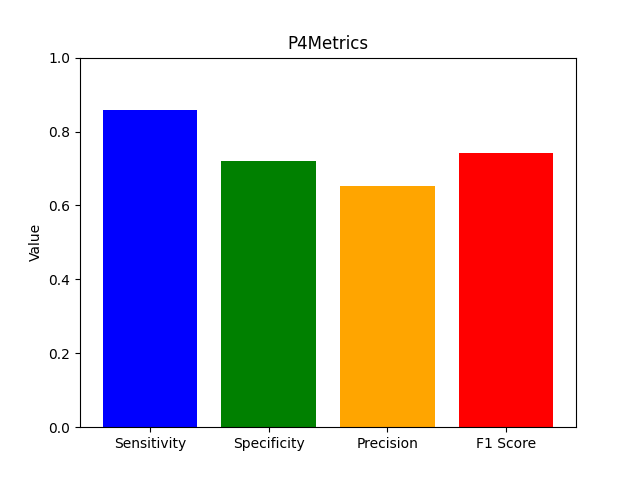 P4Metrics
1.0
0.8
0.6
0.4
0.2
0.0
Value
Sensitivity
Specificity
Precision
F1 Score